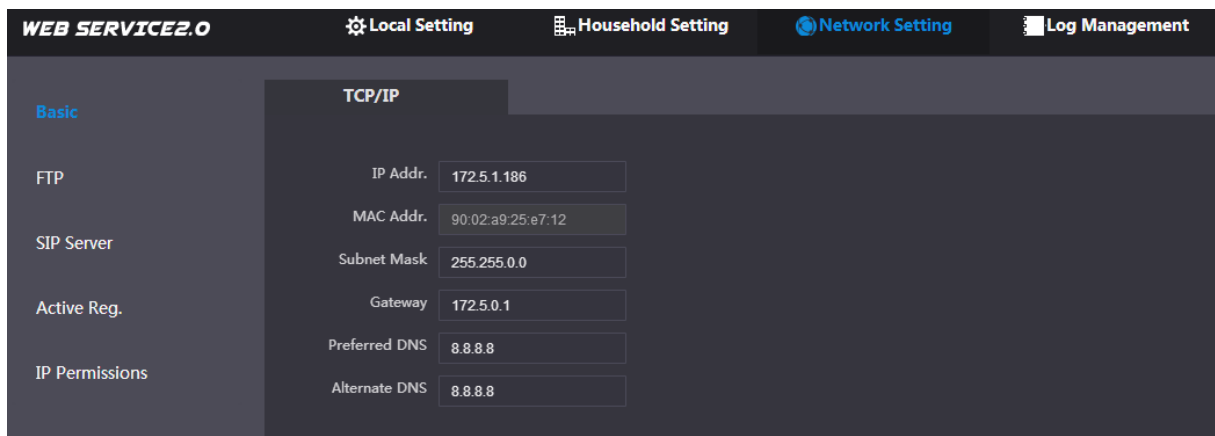 WEB SERVICE2.0 Local Setting Household Setting Network Setting Log Management
Basic
FTP
SIP Server
Active Reg.
IP Permissions
TCP/IP
IP Addr. 172.5.1.186
MAC Addr. 90:02:a9:25:e7:12
Subnet Mask 255.255.0.0
Gateway 172.5.0.1
Preferred DNS 8.8.8.8
Alternate DNS 8.8.8.8